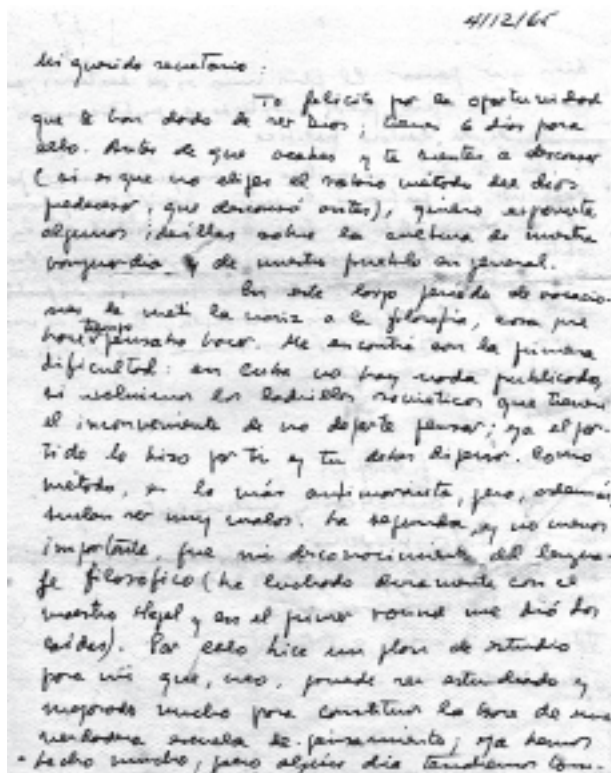 4/12/65
Mi querido secretario:
Te felicito por la oportunidad
que te han dado de ser Dios; tienes 6 días para
ello. Antes de que acabes y te sientes a descansar
(si es que no eliges el sabio método del dios
predecesor, que descansó antes), quiero exponerte
algunas ideillas sobre la cultura de nuestra
vanguardia y de nuestro pueblo en general.
En este largo período de vacacio
nes le metí la nariz a la filosofía, cosa que
hace tiempo pensaba hacer. Me encontré con la primera
dificultad: en Cuba no hay nada publicado,
si excluimos los ladrillos soviéticos que tienen
el inconveniente de no dejarte pensar; ya el par-
tido lo hizo por ti y tú debes digerir. Como
método, es lo más antimarxista, pero, además
suelen ser muy malos. La segunda, y no menos
importante, fue mi desconocimiento del lengua-
je filosófico (he luchado duramente con el
maestro Hegel y en el primer round me dió dos
caídas). Por ello hice un plan de estudio
para mí que, creo, puede ser estudiado y
mejorado mucho para constituir la base de una
verdadera escuela de pensamiento; ya hemos
hecho mucho, pero algún día tendremos tam-